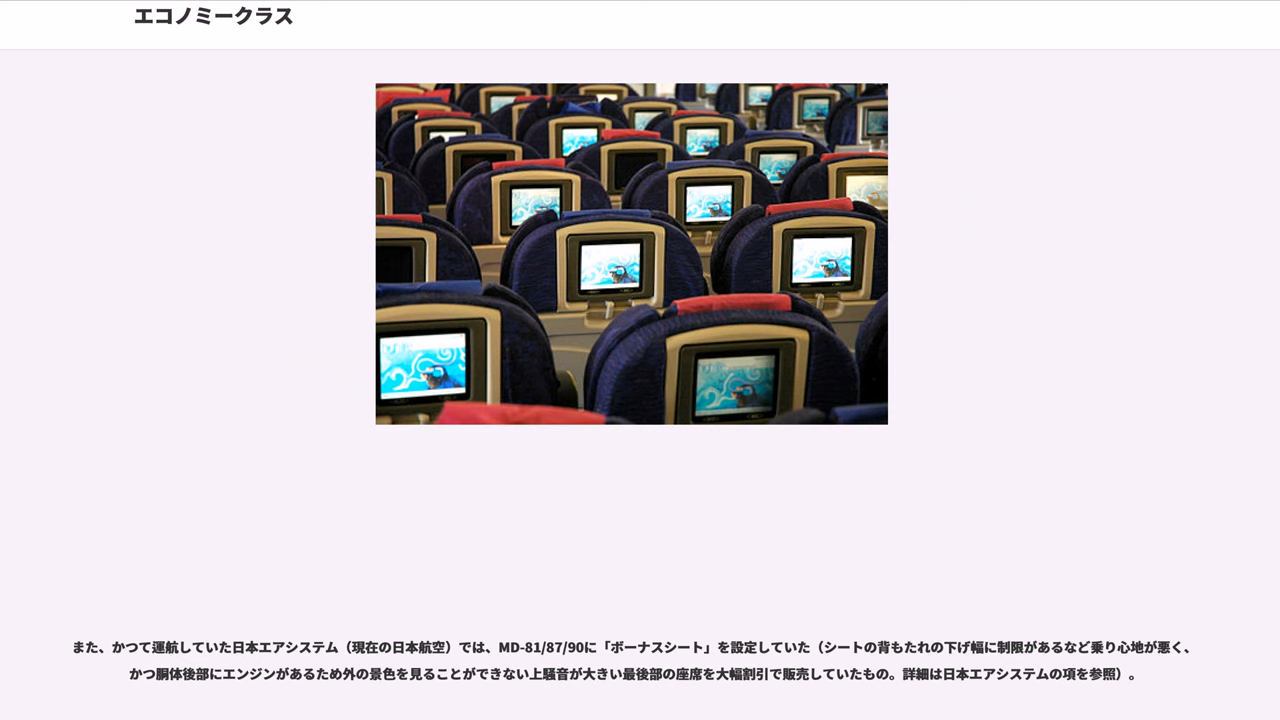 エコノミークラス
また、かつて運航していた日本エアシステム（現在の日本航空）では、MD-81/87/90に「ボーナスシート」を設定していた（シートの背もたれの下げ幅に制限があるなど乗り心地が悪く、
かつ胴体後部にエンジンがあるため外の景色を見ることができない上騒音が大きい最後部の座席を大幅割引で販売していたもの。詳細は日本エアシステムの項を参照）。